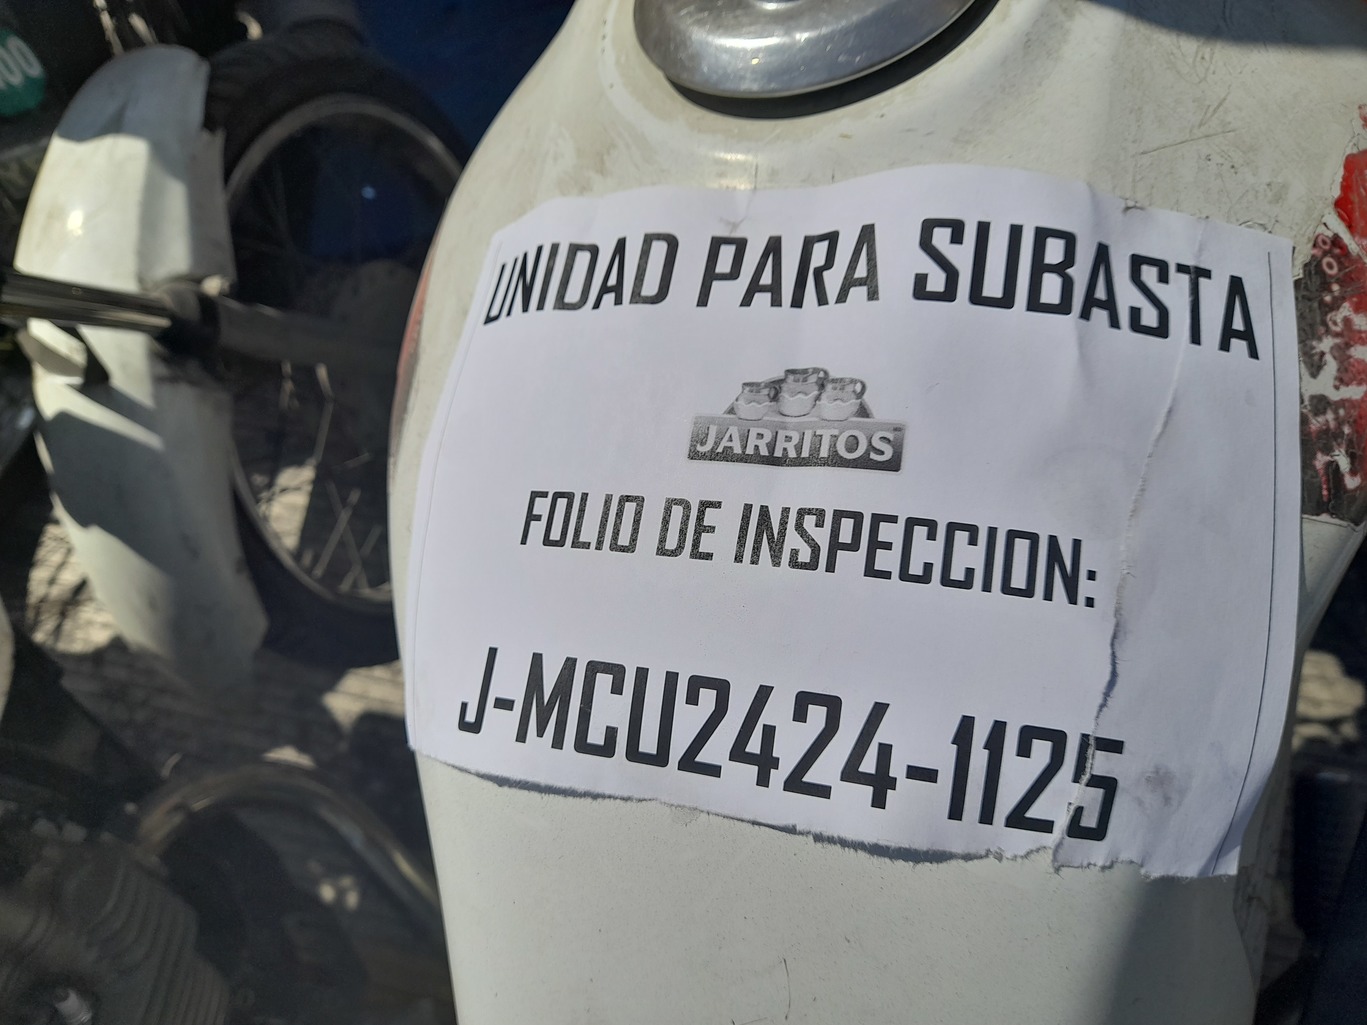 UNIDAD PARA SUBASTA
JARRITOS
FOLIO DE INSPECCION:
J-MCU2424-1125